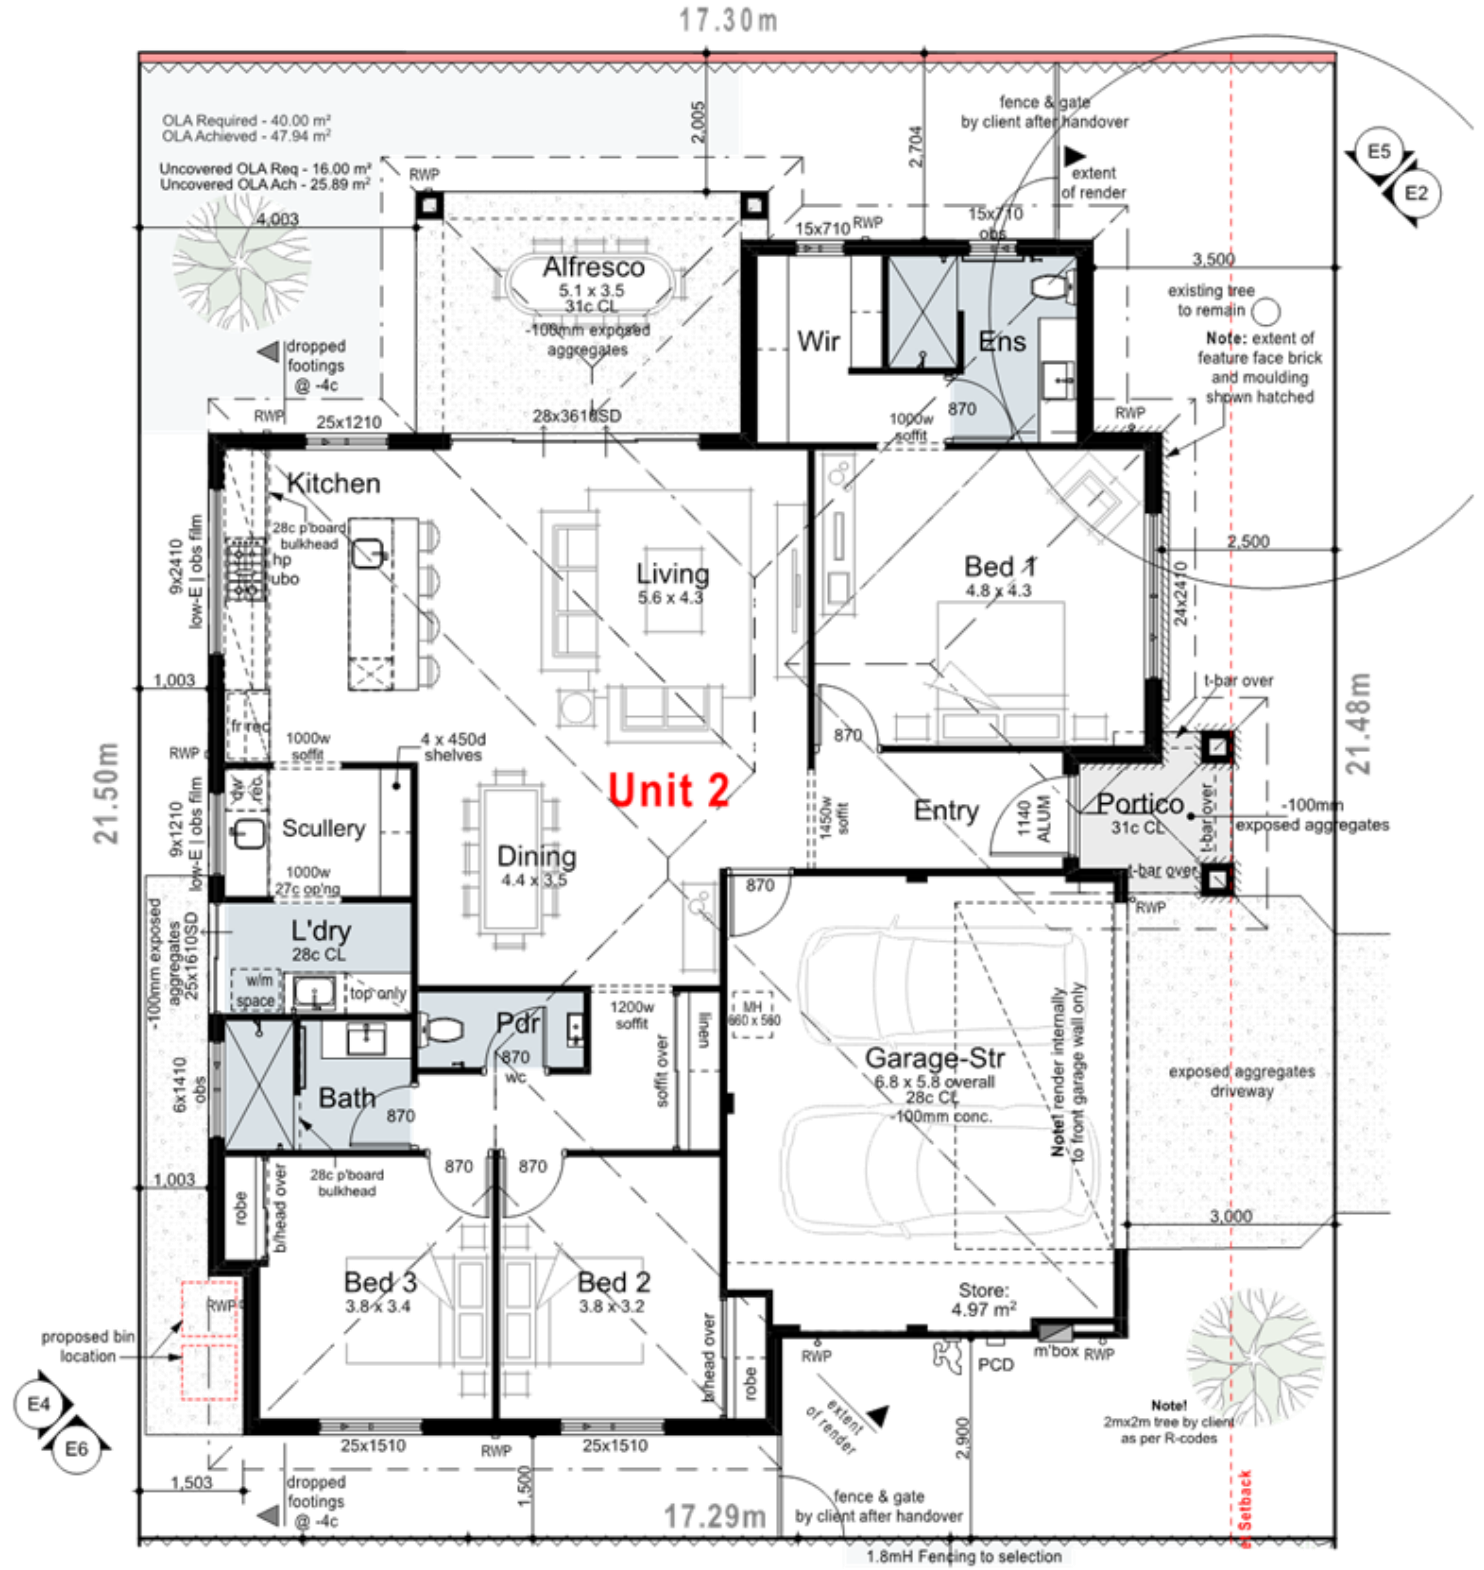 17.30m
OLA Required - 40.00 m²
OLA Achieved - 47.94 m²
Uncovered OLA Req - 16.00 m²
Uncovered OLA Ach - 25.89 m²
2,005
2,704
fence & gate
by client after handover
extent
of render
E5
E2
RWP
4,003
15x710
RWP
15x710
obs
3,500
Alfresco
5.1 x 3.5
31c CL
-100mm exposed
aggregates
Wir
Ens
existing tree
to remain
Note: extent of
feature face brick
and moulding
shown hatched
dropped
footings
@ -4c
RWP
25x1210
28x3610SD
1000w
soffit
870
RWP
Kitchen
28c p'board
bulkhead
hp
ubo
9x2410
low-E | obs film
Living
5.6 x 4.3
Bed 1
4.8 x 4.3
2,500
24x2410
1,003
fr rec
t-bar over
21.48m
RWP
1000w
soffit
4 x 450d
shelves
870
21.50m
Unit 2
9x1210
low-E | obs film
dw
rec
Scullery
1000w
27c op'ng
Dining
4.4 x 3.5
1450w
soffit
Entry
1140
ALUM
Portico
31c CL
t-bar over
t-bar over
-100mm
exposed aggregates
870
RWP
-100mm exposed
aggregates
25x1610SD
L'dry
28c CL
w/m
space
top only
MH
660 x 560
Pdr
870
wc
1200w
soffit
soffit over
linen
Garage-Str
6.8 x 5.8 overall
28c CL
-100mm conc.
Note! render internally
to front garage wall only
exposed aggregates
driveway
6x1410
obs
Bath
870
28c p'board
bulkhead
870
870
1,003
robe
b/head over
3,000
Bed 3
3.8 x 3.4
Bed 2
3.8 x 3.2
Store:
4.97 m²
RWP
proposed bin
location
b/head over
robe
RWP
PCD
m'box
RWP
E4
E6
extent
of render
Note!
2mx2m tree by client
as per R-codes
25x1510
RWP
25x1510
2,900
1,503
dropped
footings
@ -4c
1,500
17.29m
fence & gate
by client after handover
Setback
1.8mH Fencing to selection